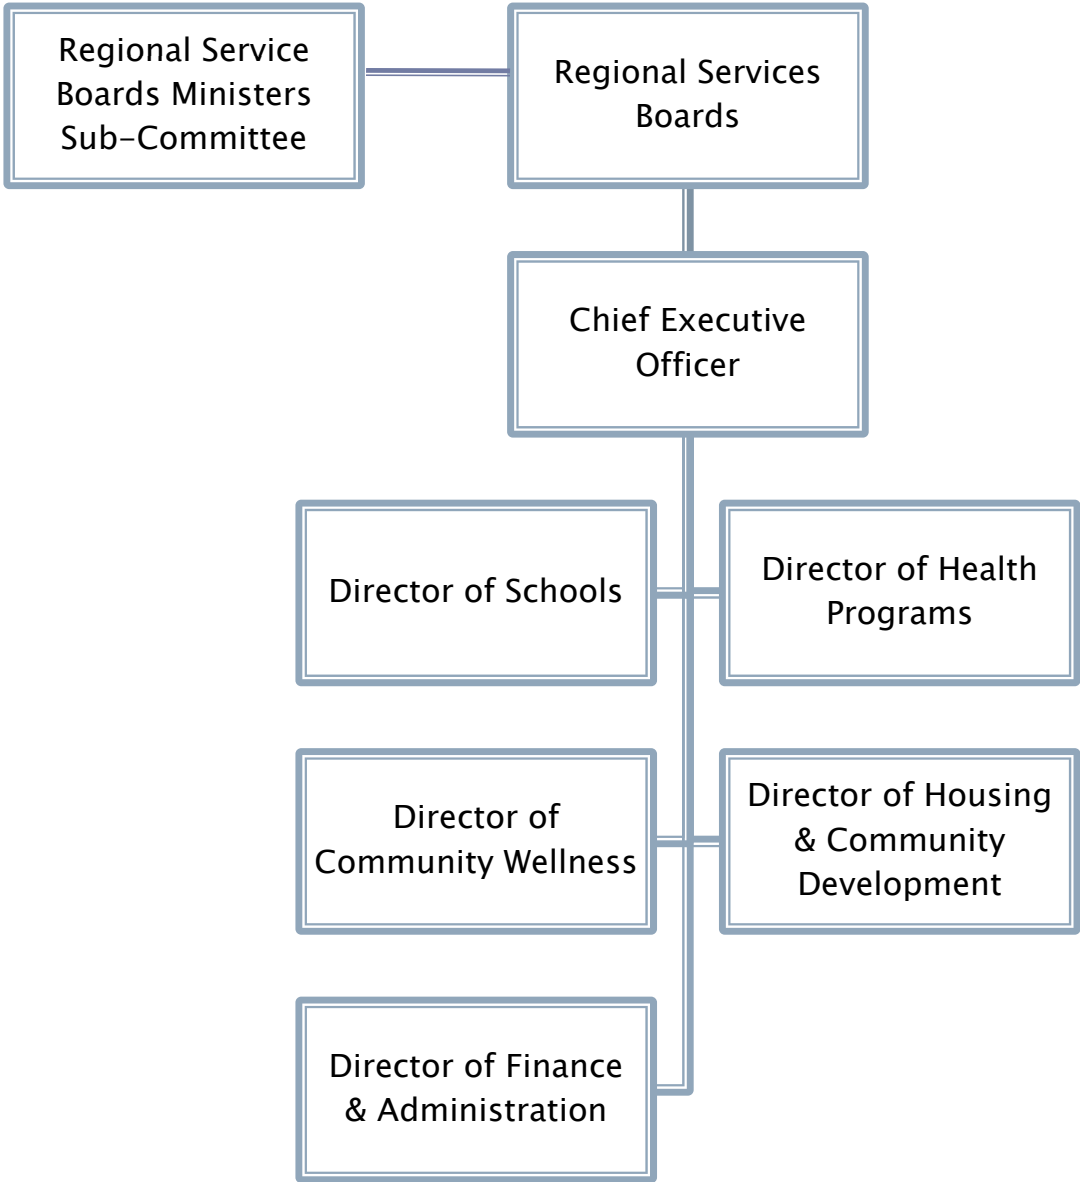 Regional Service
Boards Ministers
Sub-Committee
Regional Services
Boards
Chief Executive
Officer
Director of Schools
Director of Health
Programs
Director of
Community Wellness
Director of Housing
& Community
Development
Director of Finance
& Administration